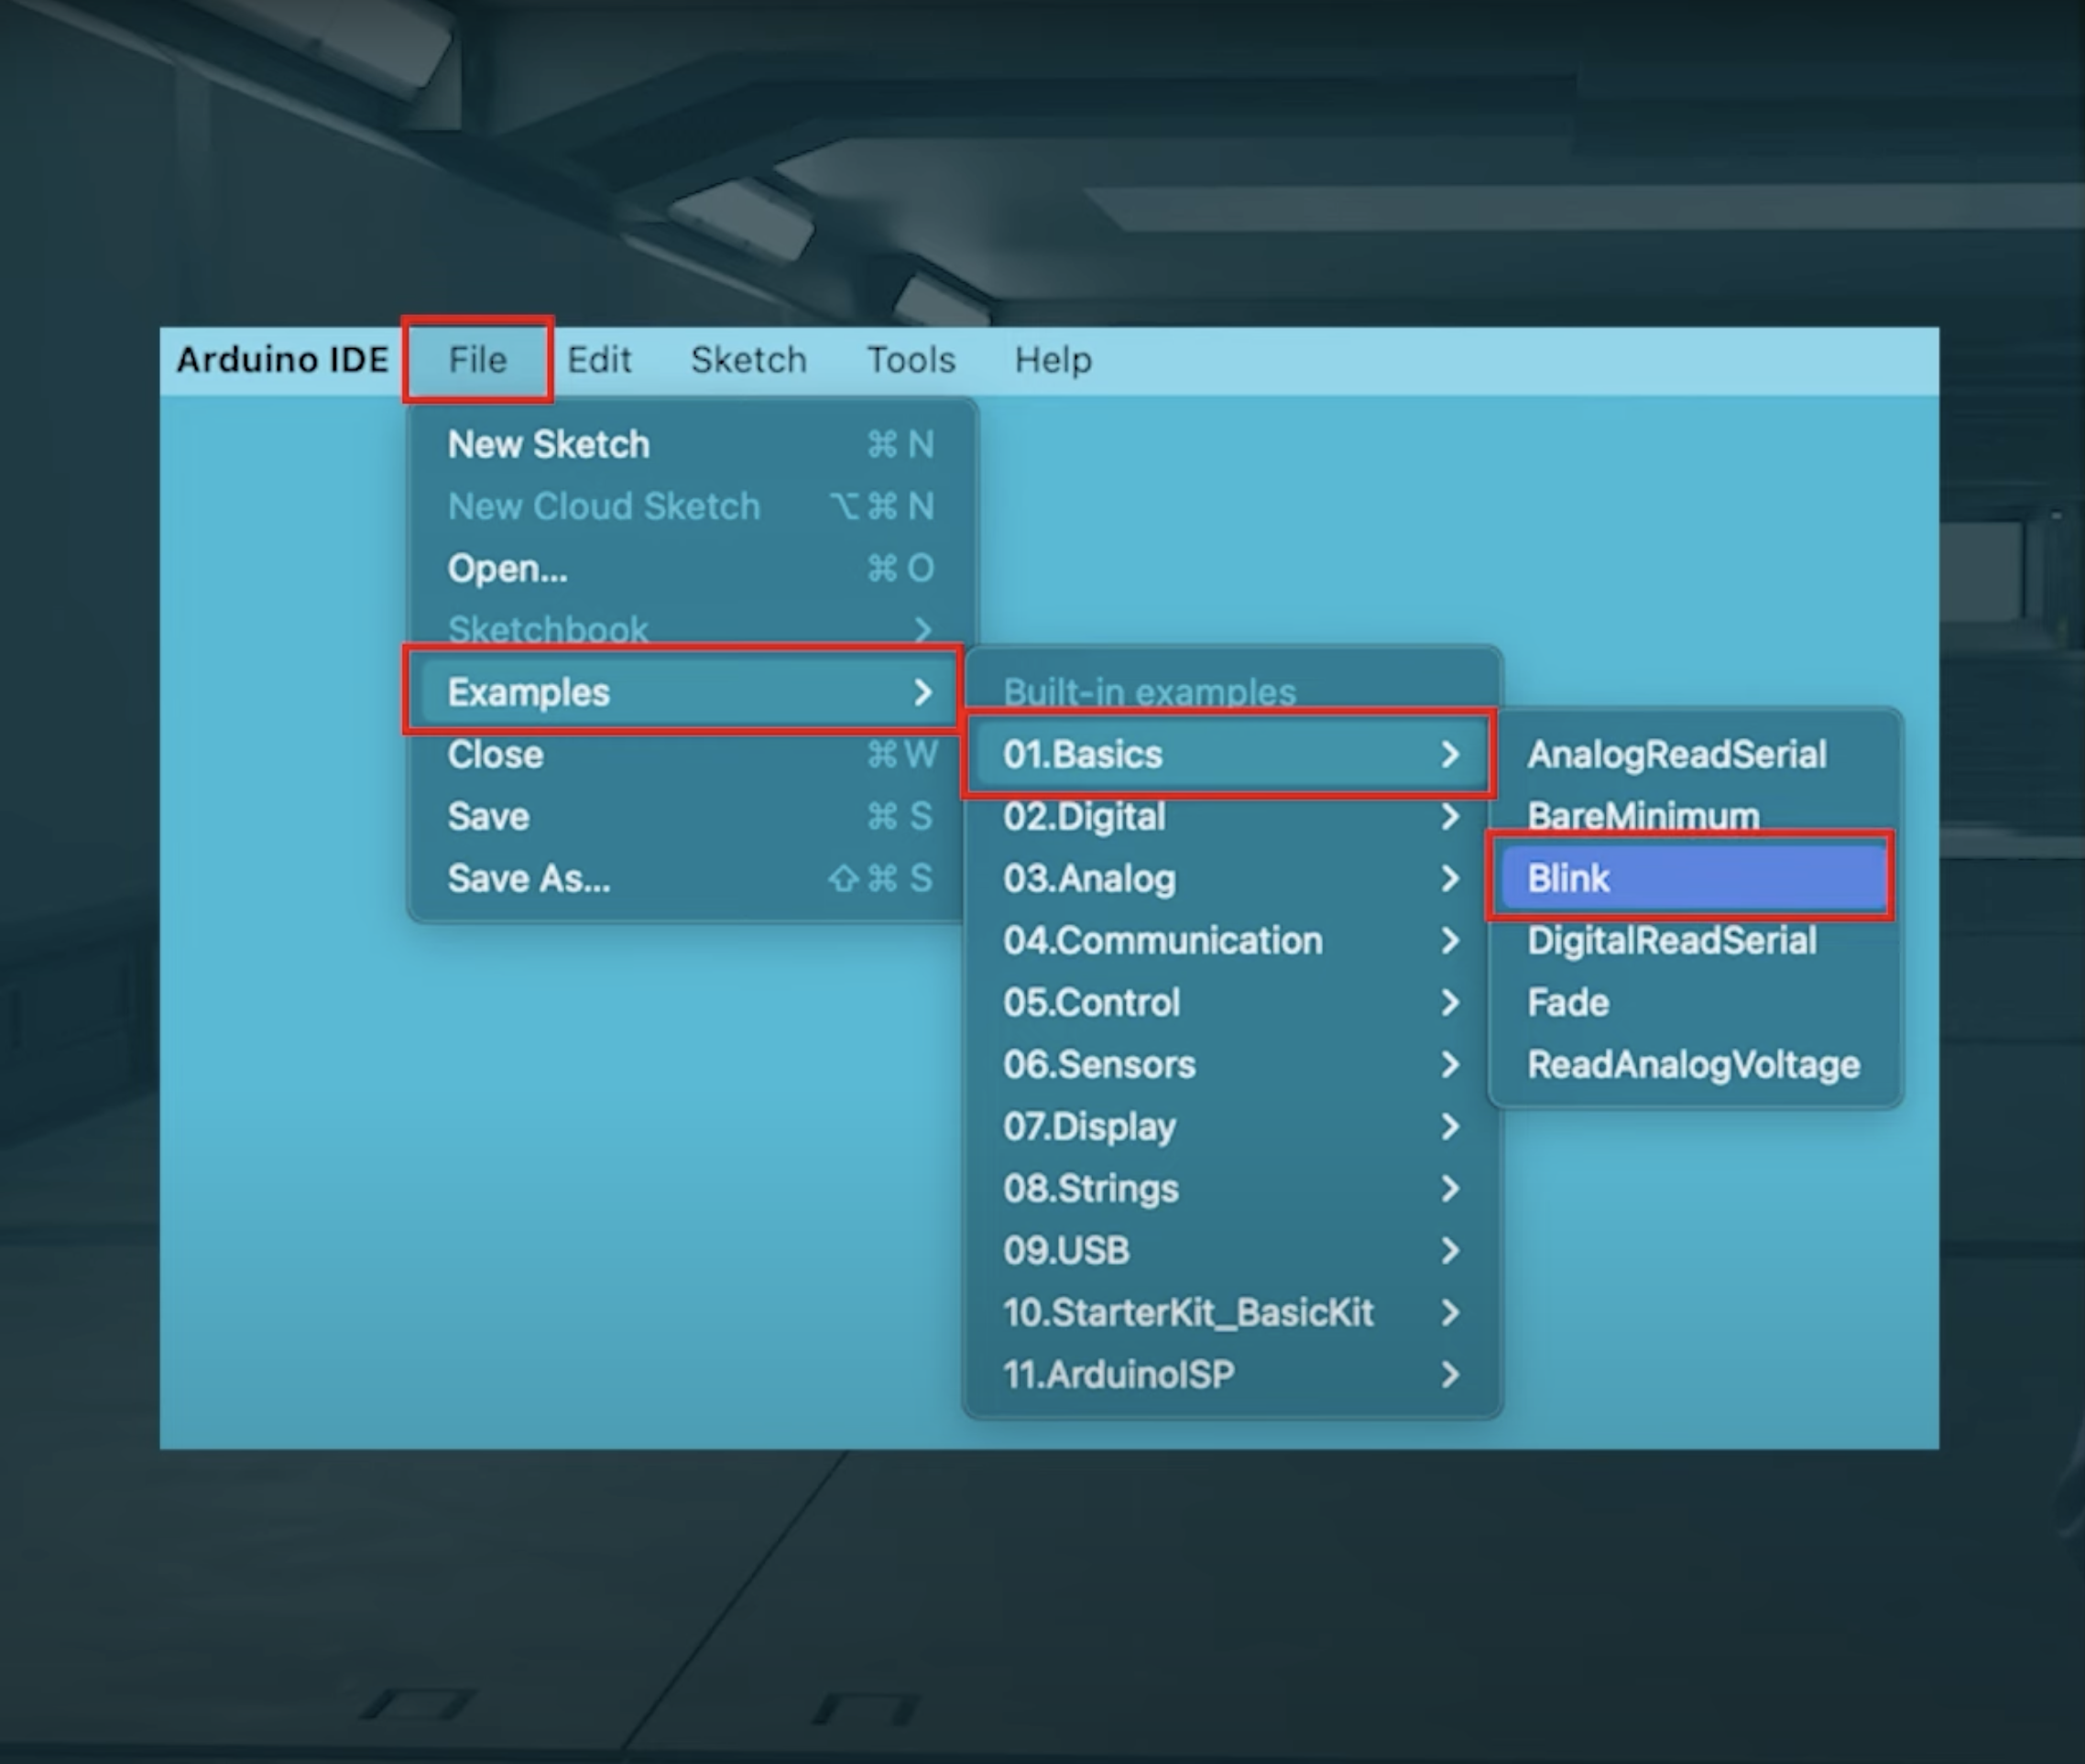 Arduino IDE File Edit Sketch Tools Help
New Sketch ⌘ N
New Cloud Sketch ⌥ ⌘ N
Open... ⌘ O
Sketchbook >
Examples >
Close ⌘ W
Save ⌘ S
Save As... ⇧ ⌘ S
Built-in examples
01.Basics >
02.Digital >
03.Analog >
04.Communication >
05.Control >
06.Sensors >
07.Display >
08.Strings >
09.USB >
10.StarterKit_BasicKit >
11.ArduinoISP >
AnalogReadSerial
BareMinimum
Blink
DigitalReadSerial
Fade
ReadAnalogVoltage